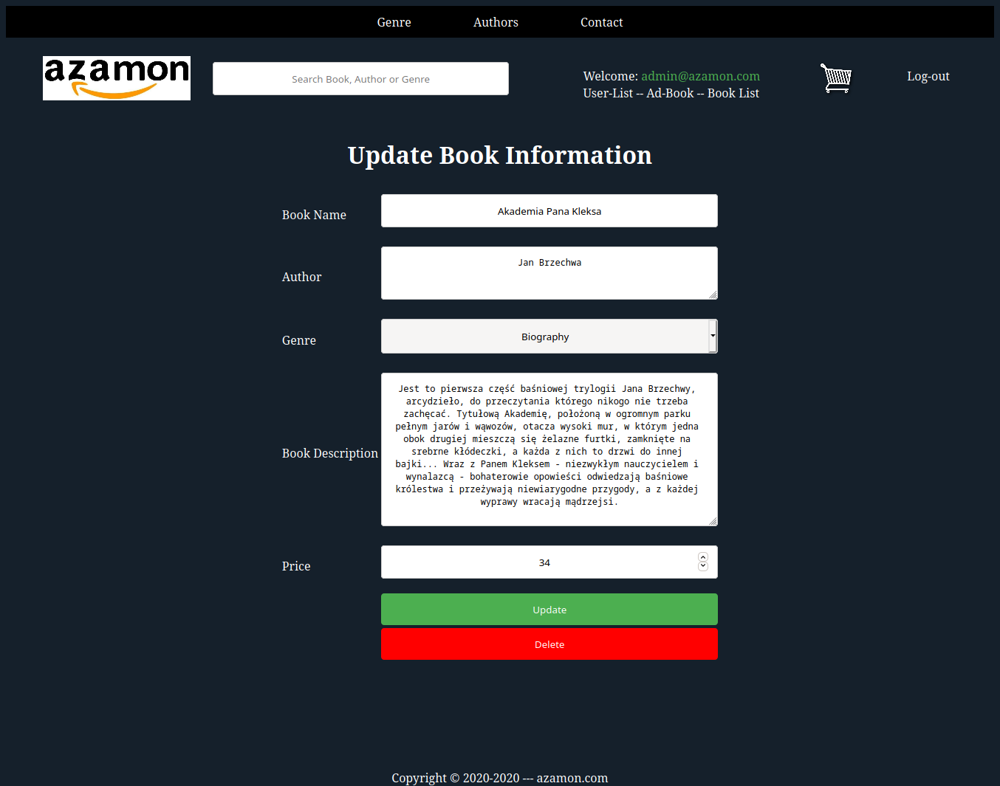 Genre Authors Contact
azamon
Search Book, Author or Genre
Welcome: admin@azamon.com
User-List -- Ad-Book -- Book List
Log-out
Update Book Information
Book Name
Akademia Pana Kleksa
Author
Jan Brzechwa
Genre
Biography
Book Description
Jest to pierwsza część baśniowej trylogii Jana Brzechwy,
arcydzieło, do przeczytania którego nikogo nie trzeba
zachęcać. Tytułową Akademię, położoną w ogromnym parku
pełnym jarów i wąwozów, otacza wysoki mur, w którym jedna
obok drugiej mieszczą się żelazne furtki, zamknięte na
srebrne kłódeczki, a każda z nich to drzwi do innej
bajki... Wraz z Panem Kleksem - niezwykłym nauczycielem i
wynalazcą - bohaterowie opowieści odwiedzają baśniowe
królestwa i przeżywają niewiarygodne przygody, a z każdej
wyprawy wracają mądrzejsi.
Price
34
Update
Delete
Copyright © 2020-2020 --- azamon.com